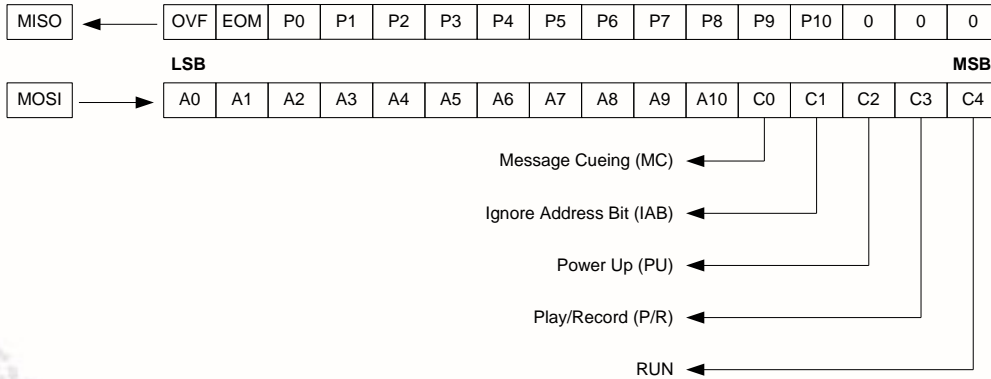 MISO OVF EOM P0 P1 P2 P3 P4 P5 P6 P7 P8 P9 P10 0 0 0
LSB MSB
MOSI A0 A1 A2 A3 A4 A5 A6 A7 A8 A9 A10 C0 C1 C2 C3 C4
Message Cueing (MC)
Ignore Address Bit (IAB)
Power Up (PU)
Play/Record (P/R)
RUN